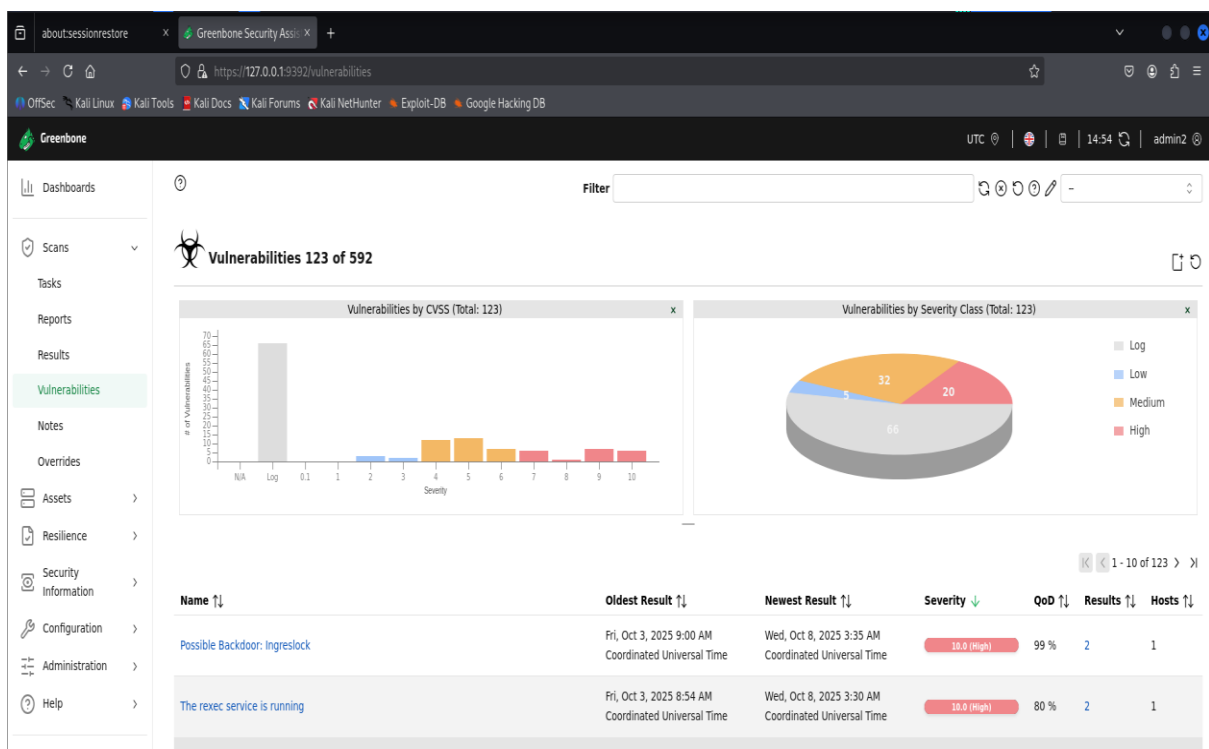 about:sessionrestore × Greenbone Security Assis × +
https://127.0.0.1:9392/vulnerabilities
OffSec Kali Linux Kali Tools Kali Docs Kali Forums Kali NetHunter Exploit-DB Google Hacking DB
Greenbone UTC 14:54 admin2
Dashboards
Scans
Tasks
Reports
Results
Vulnerabilities
Notes
Overrides
Assets
Resilience
Security
Information
Configuration
Administration
Help
Filter –
Vulnerabilities 123 of 592
Vulnerabilities by CVSS (Total: 123) x
# of Vulnerabilities
70
65
60
55
50
45
40
35
30
25
20
15
10
5
0
N/A Log 0.1 1 2 3 4 5 6 7 8 9 10
Severity
Vulnerabilities by Severity Class (Total: 123) x
32
20
5
66
Log
Low
Medium
High
1 - 10 of 123
Name Oldest Result Newest Result Severity QoD Results Hosts
Possible Backdoor: Ingreslock Fri, Oct 3, 2025 9:00 AM Wed, Oct 8, 2025 3:35 AM 10.0 (High) 99 % 2 1
Coordinated Universal Time Coordinated Universal Time
The rexec service is running Fri, Oct 3, 2025 8:54 AM Wed, Oct 8, 2025 3:30 AM 10.0 (High) 80 % 2 1
Coordinated Universal Time Coordinated Universal Time